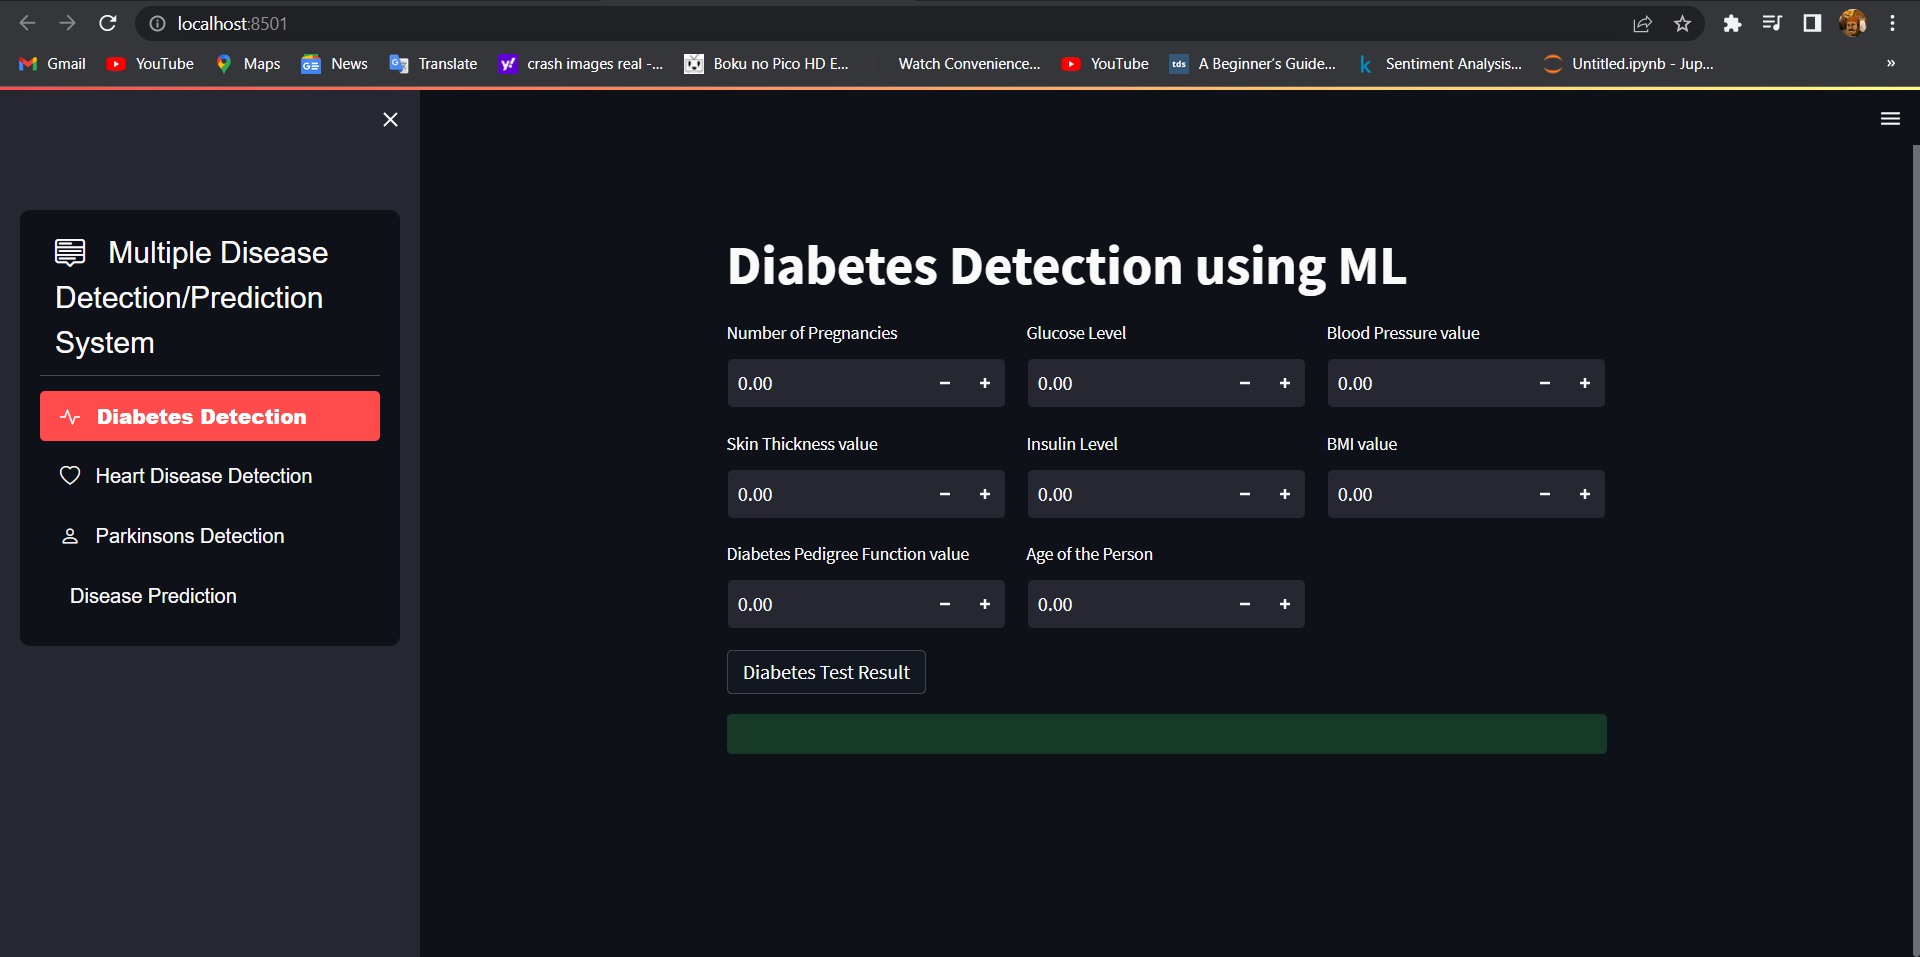 localhost:8501
Gmail YouTube Maps News Translate crash images real -... Boku no Pico HD E... Watch Convenience... YouTube tds A Beginner's Guide... k Sentiment Analysis... Untitled.ipynb - Jup... »
Multiple Disease
Detection/Prediction
System
Diabetes Detection
Heart Disease Detection
Parkinsons Detection
Disease Prediction
Diabetes Detection using ML
Number of Pregnancies Glucose Level Blood Pressure value
0.00 − + 0.00 − + 0.00 − +
Skin Thickness value Insulin Level BMI value
0.00 − + 0.00 − + 0.00 − +
Diabetes Pedigree Function value Age of the Person
0.00 − + 0.00 − +
Diabetes Test Result